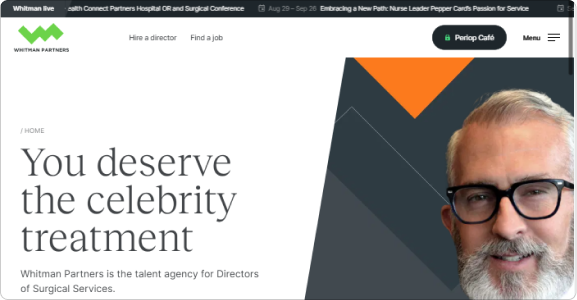 Whitman live ealth Connect Partners Hospital OR and Surgical Conference Aug 29 – Sep 26 Embracing a New Path: Nurse Leader Pepper Card's Passion for Service
WHITMAN PARTNERS
Hire a director Find a job Periop Café Menu
/ HOME
You deserve
the celebrity
treatment
Whitman Partners is the talent agency for Directors
of Surgical Services.